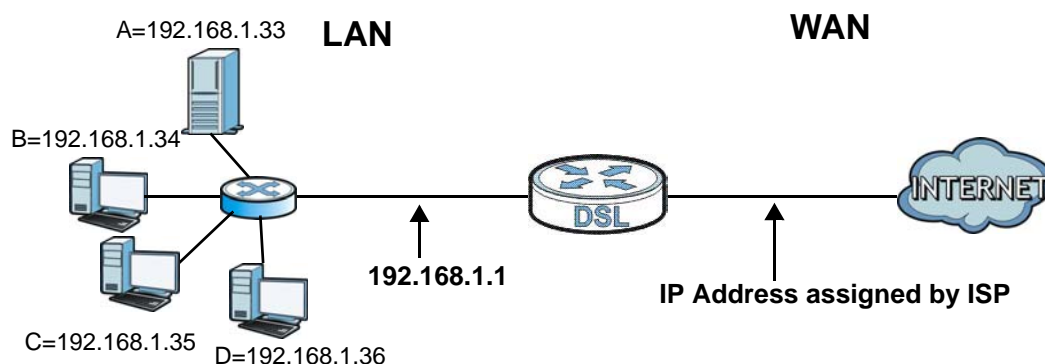 A=192.168.1.33
LAN
WAN
B=192.168.1.34
INTERNET
DSL
192.168.1.1
IP Address assigned by ISP
C=192.168.1.35
D=192.168.1.36